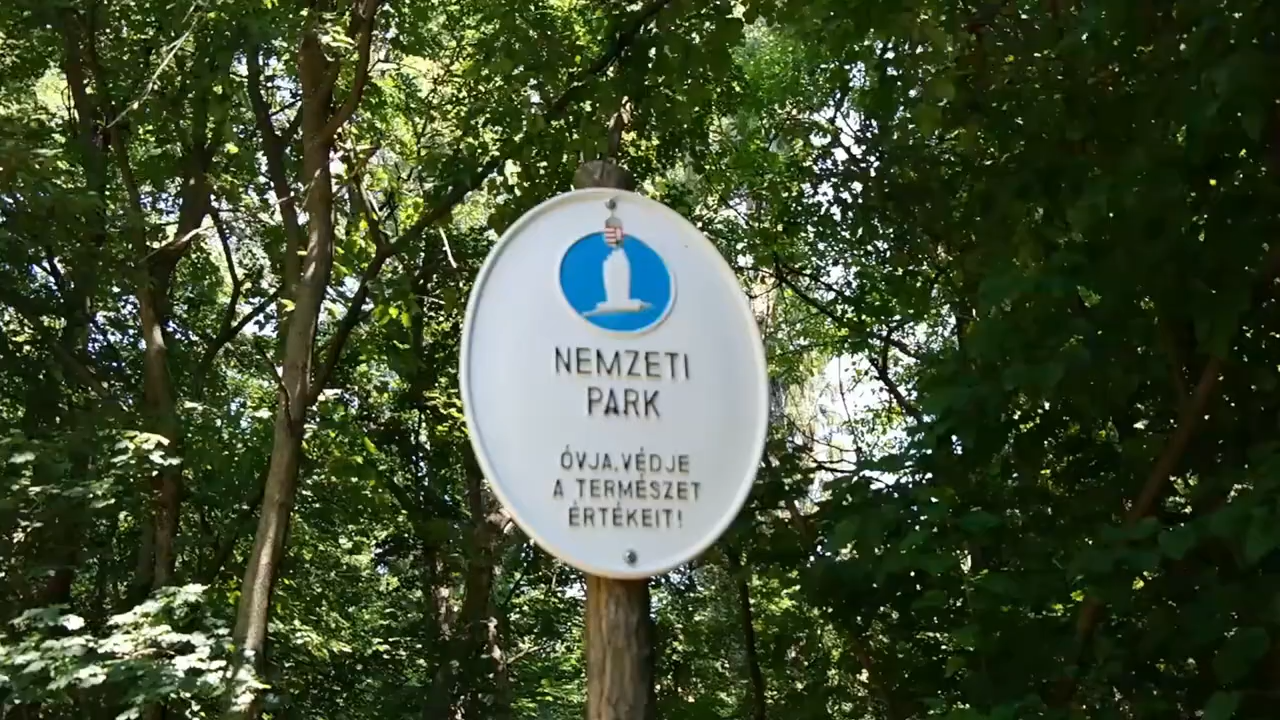 NEMZETI
PARK
ÓVJA, VÉDJE
A TERMÉSZET
ÉRTÉKEIT!